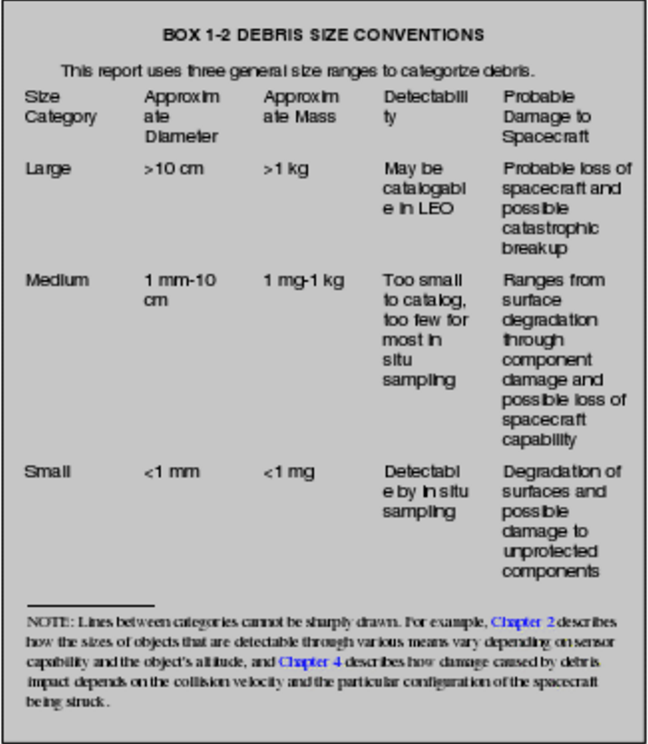 BOX 1-2 DEBRIS SIZE CONVENTIONS
This report uses three general size ranges to categorize debris.
Size Category | Approximate Diameter | Approximate Mass | Detectability | Probable Damage to Spacecraft
Large | >10 cm | >1 kg | May be catalogable in LEO | Probable loss of spacecraft and possible catastrophic breakup
Medium | 1 mm-10 cm | 1 mg-1 kg | Too small to catalog, too few for most in situ sampling | Ranges from surface degradation through component damage and possible loss of spacecraft capability
Small | <1 mm | <1 mg | Detectable by in situ sampling | Degradation of surfaces and possible damage to unprotected components
NOTE: Lines between categories cannot be sharply drawn. For example, Chapter 2 describes
how the sizes of objects that are detectable through various means vary depending on sensor
capability and the object's altitude, and Chapter 4 describes how damage caused by debris
impact depends on the collision velocity and the particular configuration of the spacecraft
being struck.